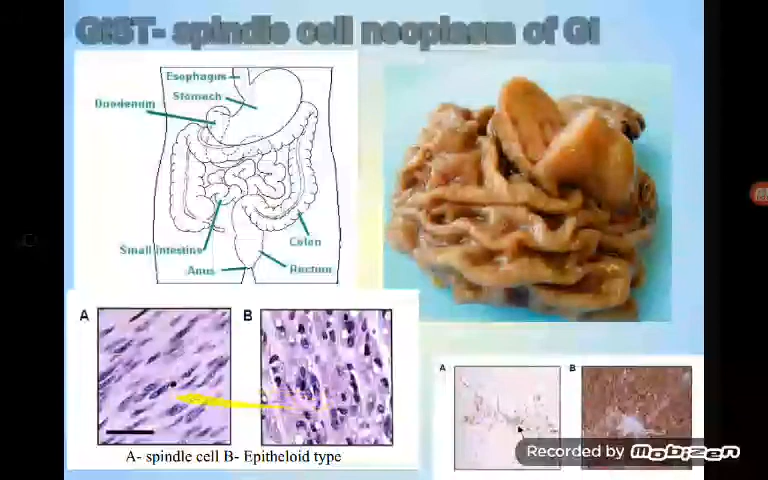 GIST- spindle cell neoplasm of GI
Esophagus
Stomach
Duodenum
Small Intestine
Colon
Anus
Rectum
A
B
A- spindle cell B- Epitheloid type
A
B
Recorded by Mobizen